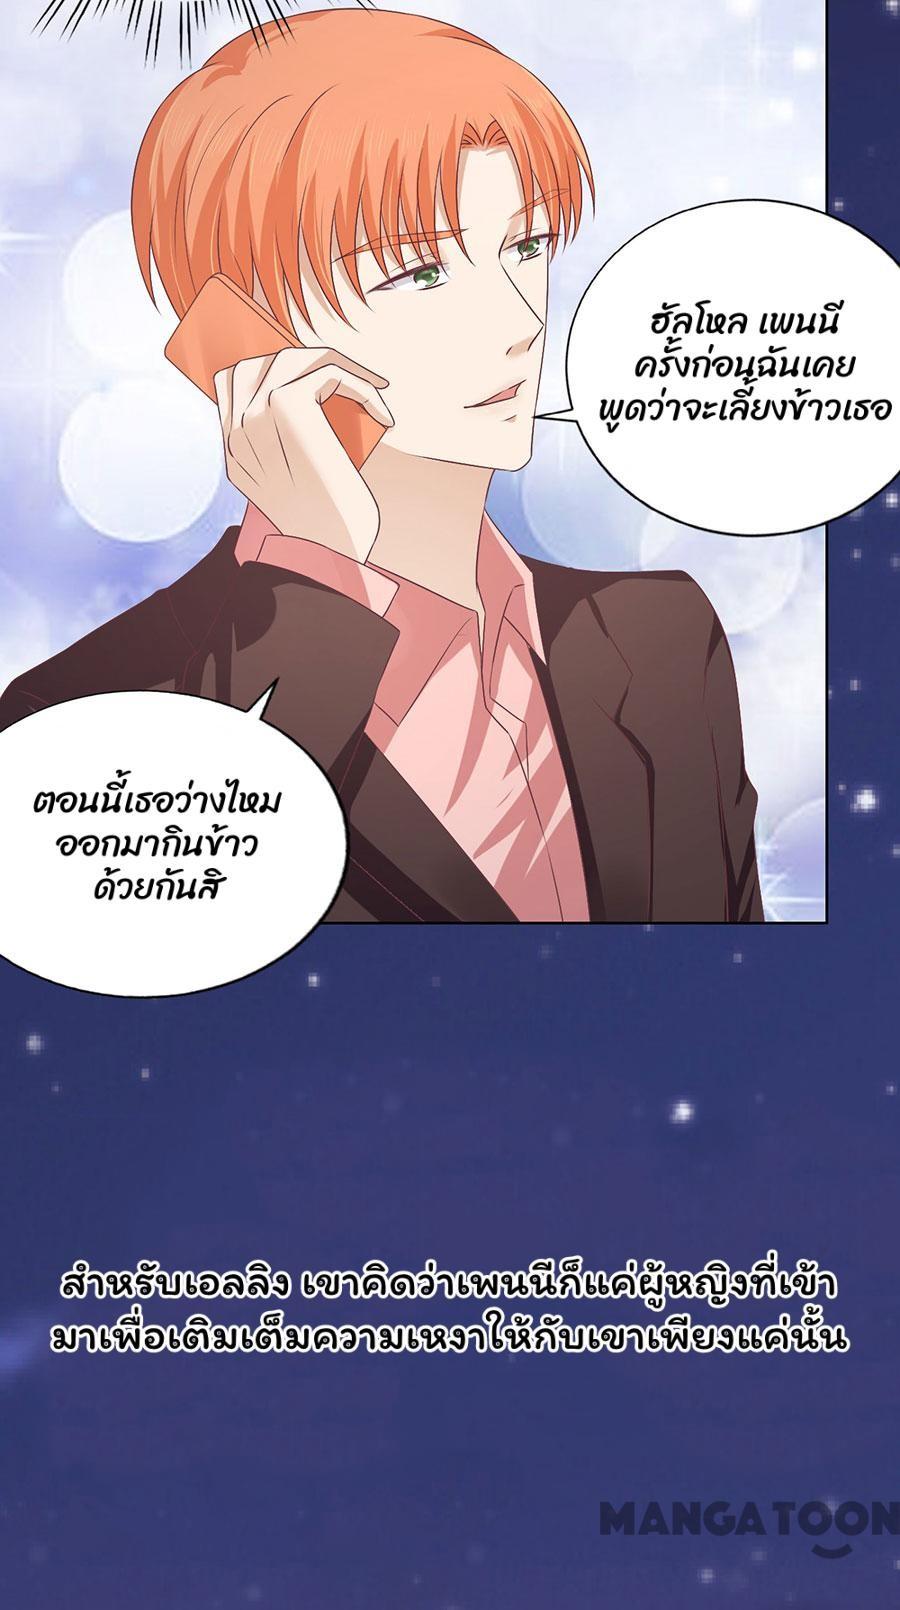 ฮัลโหล เพนนี
ครั้งก่อนฉันเคย
พูดว่าจะเลี้ยงข้าวเธอ
ตอนนี้เธอว่างไหม
ออกมากินข้าว
ด้วยกันสิ
สำหรับเอลลิง เขาคิดว่าเพนนีก็แค่ผู้หญิงที่เข้า
มาเพื่อเติมเต็มความเหงาให้กับเขาเพียงแค่นั้น
MANGATOON